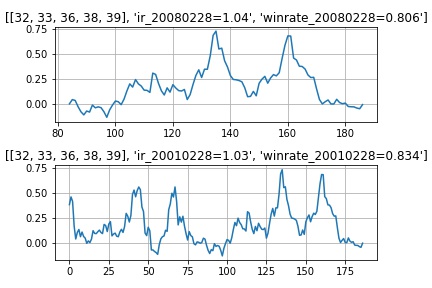 [[32, 33, 36, 38, 39], 'ir_20080228=1.04', 'winrate_20080228=0.806']
0.75
0.50
0.25
0.00
80 100 120 140 160 180
[[32, 33, 36, 38, 39], 'ir_20010228=1.03', 'winrate_20010228=0.834']
0.75
0.50
0.25
0.00
0 25 50 75 100 125 150 175